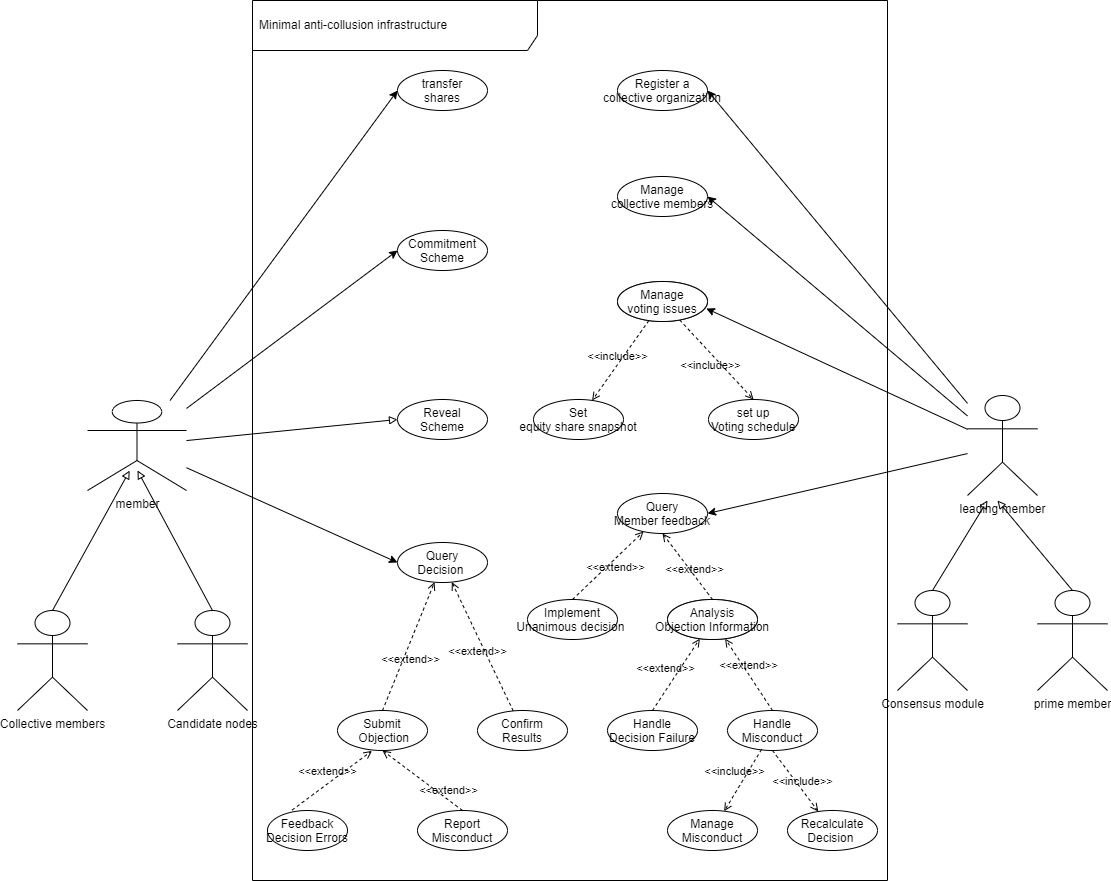 Minimal anti-collusion infrastructure
transfer
shares
Register a
collective organization
Manage
collective members
Commitment
Scheme
Manage
voting issues
<<include>>
<<include>>
Reveal
Scheme
Set
equity share snapshot
set up
Voting schedule
member
leading member
Query
Member feedback
Query
Decision
<<extend>>
<<extend>>
Implement
Unanimous decision
Analysis
Objection Information
<<extend>>
<<extend>>
<<extend>>
<<extend>>
Collective members
Candidate nodes
Submit
Objection
Confirm
Results
Handle
Decision Failure
Handle
Misconduct
Consensus module
prime member
<<extend>>
<<extend>>
<<include>>
<<include>>
Feedback
Decision Errors
Report
Misconduct
Manage
Misconduct
Recalculate
Decision